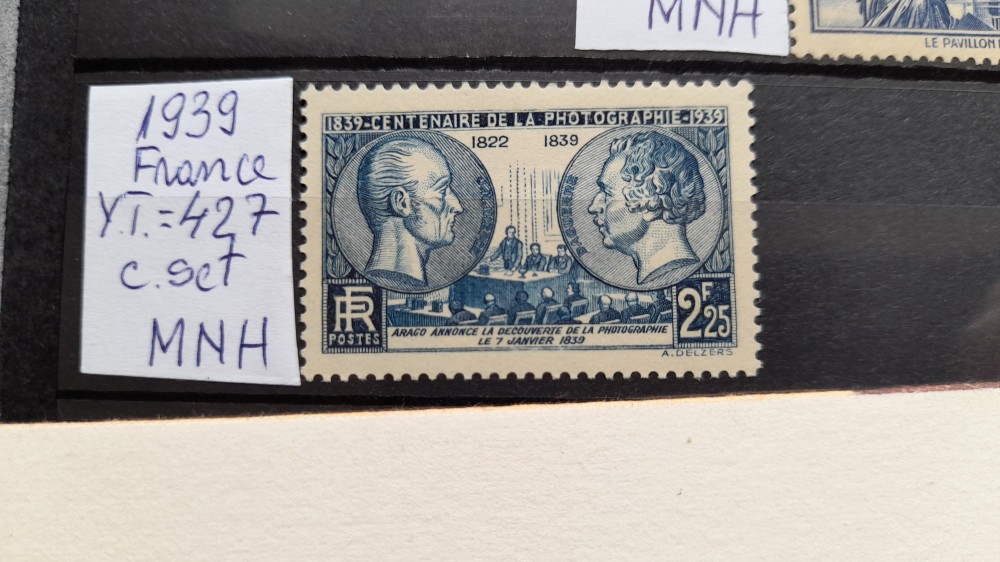 MNH
LE PAVILLON
1939
France
Y.T.=427
c.set
MNH
1839-CENTENAIRE DE LA PHOTOGRAPHIE-1939
1822 1839
RF
POSTES
2F25
ARAGO ANNONCE LA DECOUVERTE DE LA PHOTOGRAPHIE
LE 7 JANVIER 1839
A. DELZERS